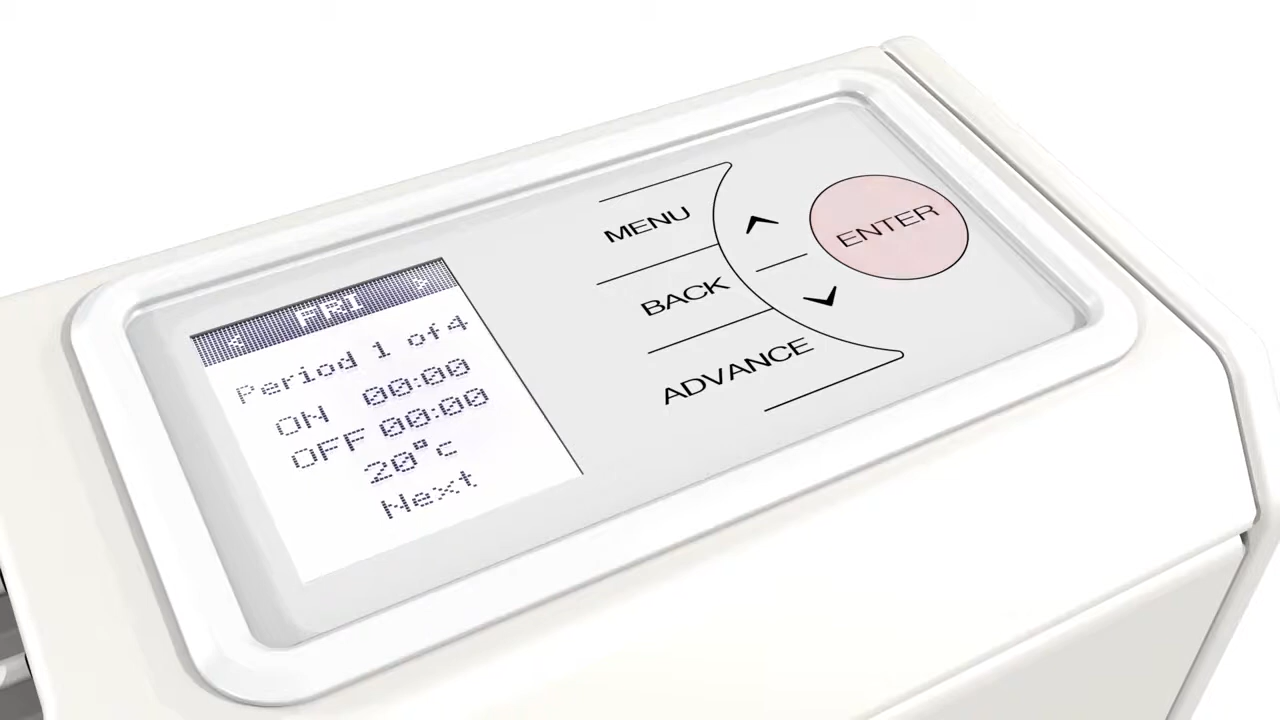 < FRI >
Period 1 of 4
ON 00:00
OFF 00:00
20°c
Next
MENU
BACK
ADVANCE
ENTER